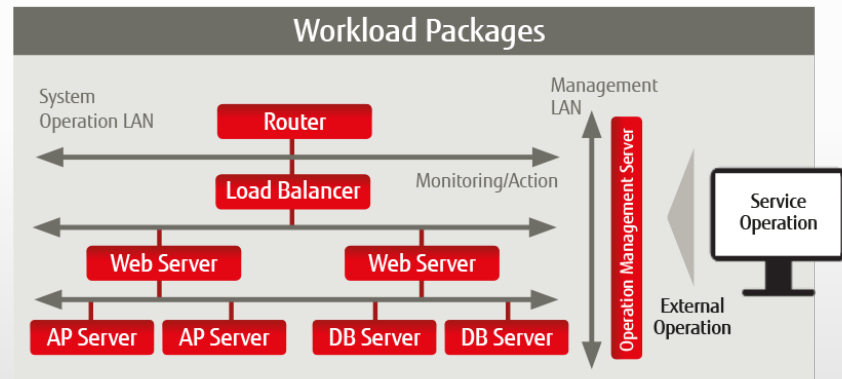 Workload Packages
System
Operation LAN
Management
LAN
Router
Load Balancer
Monitoring/Action
Web Server
Web Server
AP Server
AP Server
DB Server
DB Server
Operation Management Server
Service
Operation
External
Operation